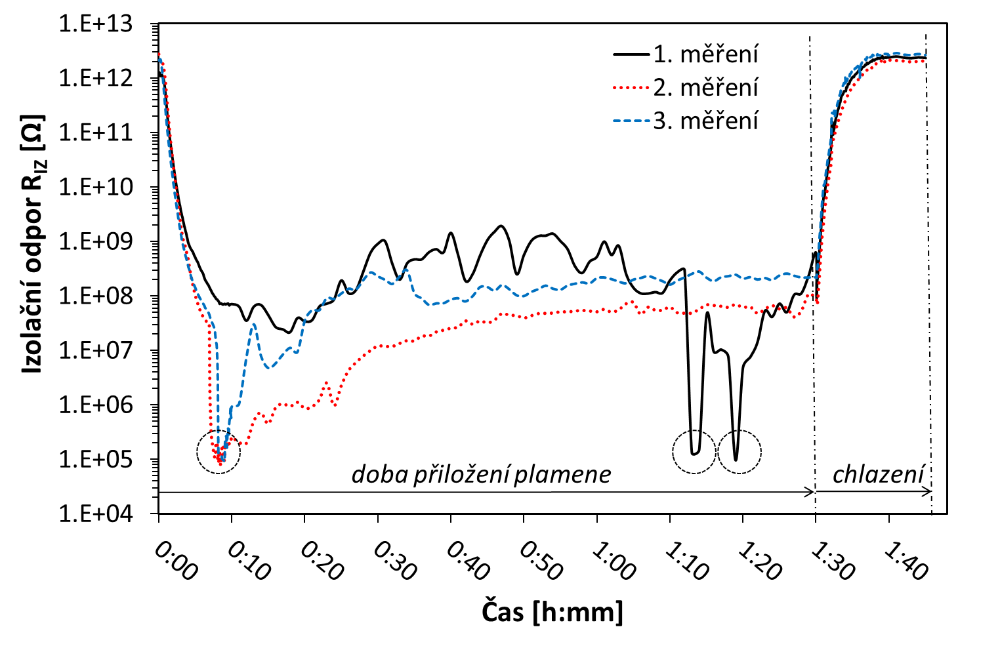 1.E+13
1.E+12
1.E+11
1.E+10
1.E+09
1.E+08
1.E+07
1.E+06
1.E+05
1.E+04
Izolační odpor RIZ [Ω]
1. měření
2. měření
3. měření
doba přiložení plamene
chlazení
0:00
0:10
0:20
0:30
0:40
0:50
1:00
1:10
1:20
1:30
1:40
Čas [h:mm]